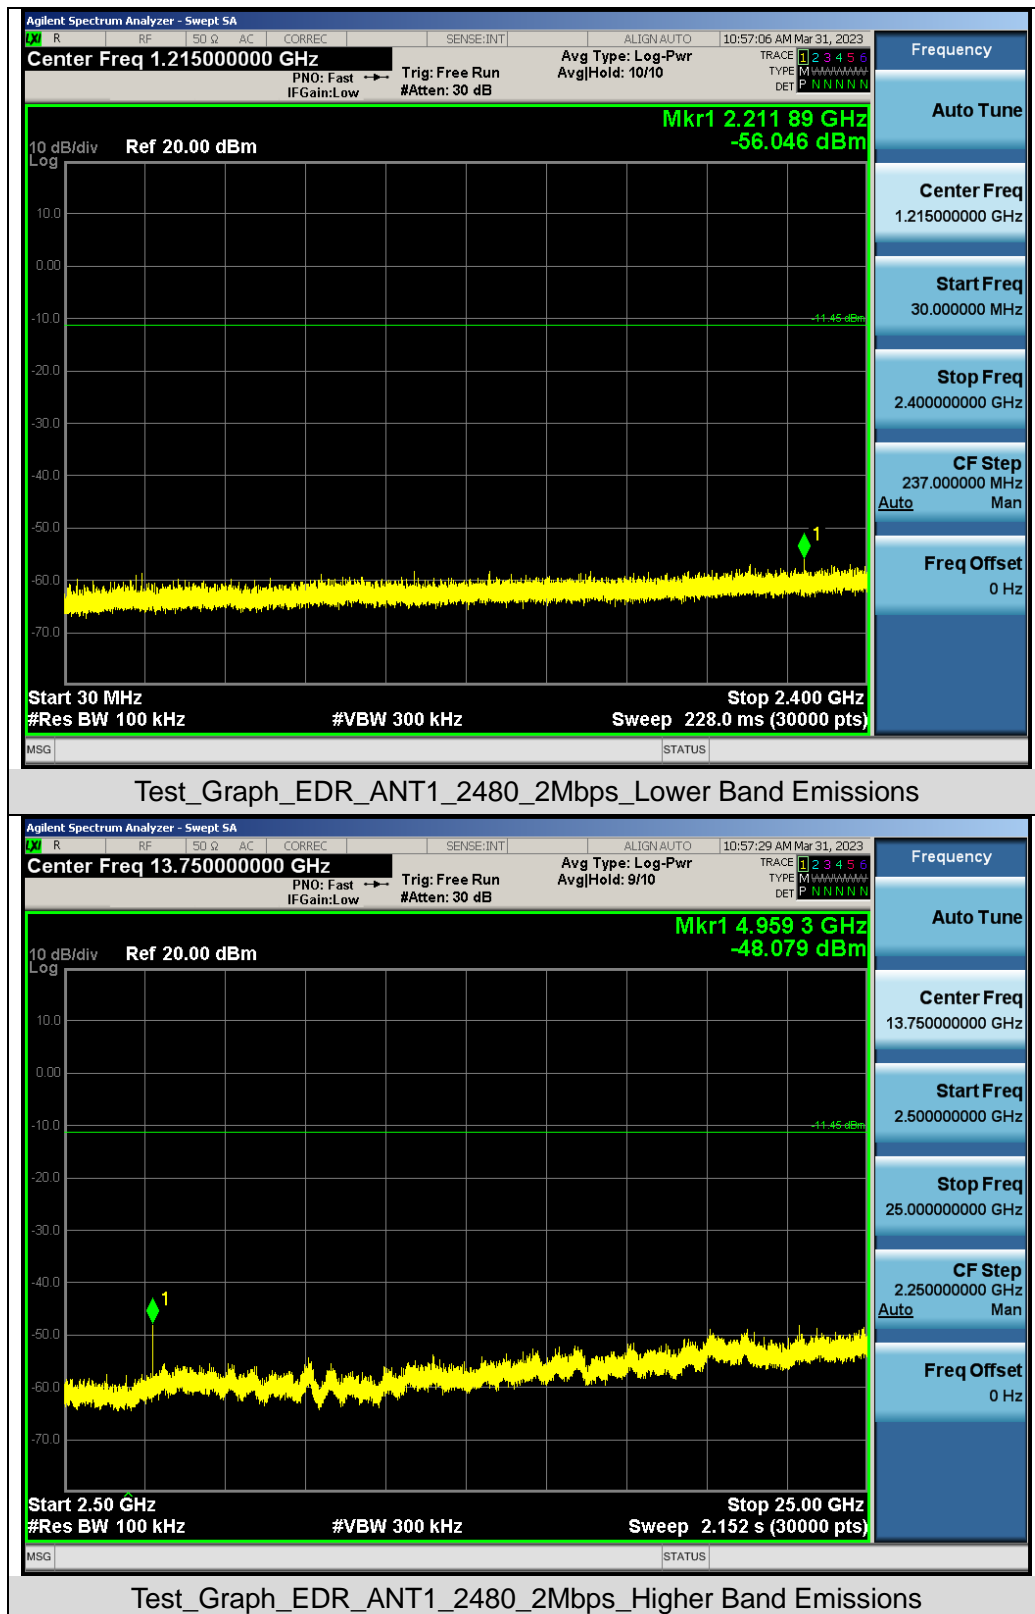 Agilent Spectrum Analyzer - Swept SA
LXI R RF 50 Ω AC CORREC SENSE:INT ALIGN AUTO 10:57:06 AM Mar 31, 2023
Center Freq 1.215000000 GHz
PNO: Fast
IFGain:Low
Trig: Free Run
#Atten: 30 dB
Avg Type: Log-Pwr
Avg|Hold: 10/10
TRACE 1 2 3 4 5 6
TYPE M
DET P N N N N N
Mkr1 2.211 89 GHz
-56.046 dBm
10 dB/div Ref 20.00 dBm
Log
10.0
0.00
-10.0
-11.45 dBm
-20.0
-30.0
-40.0
-50.0
1
-60.0
-70.0
Start 30 MHz Stop 2.400 GHz
#Res BW 100 kHz #VBW 300 kHz Sweep 228.0 ms (30000 pts)
MSG STATUS
Frequency
Auto Tune
Center Freq
1.215000000 GHz
Start Freq
30.000000 MHz
Stop Freq
2.400000000 GHz
CF Step
237.000000 MHz
Auto Man
Freq Offset
0 Hz
Test_Graph_EDR_ANT1_2480_2Mbps_Lower Band Emissions
Agilent Spectrum Analyzer - Swept SA
LXI R RF 50 Ω AC CORREC SENSE:INT ALIGN AUTO 10:57:29 AM Mar 31, 2023
Center Freq 13.750000000 GHz
PNO: Fast
IFGain:Low
Trig: Free Run
#Atten: 30 dB
Avg Type: Log-Pwr
Avg|Hold: 9/10
TRACE 1 2 3 4 5 6
TYPE M
DET P N N N N N
Mkr1 4.959 3 GHz
-48.079 dBm
10 dB/div Ref 20.00 dBm
Log
10.0
0.00
-10.0
-11.45 dBm
-20.0
-30.0
-40.0
1
-50.0
-60.0
-70.0
Start 2.50 GHz Stop 25.00 GHz
#Res BW 100 kHz #VBW 300 kHz Sweep 2.152 s (30000 pts)
MSG STATUS
Frequency
Auto Tune
Center Freq
13.750000000 GHz
Start Freq
2.500000000 GHz
Stop Freq
25.000000000 GHz
CF Step
2.250000000 GHz
Auto Man
Freq Offset
0 Hz
Test_Graph_EDR_ANT1_2480_2Mbps_Higher Band Emissions